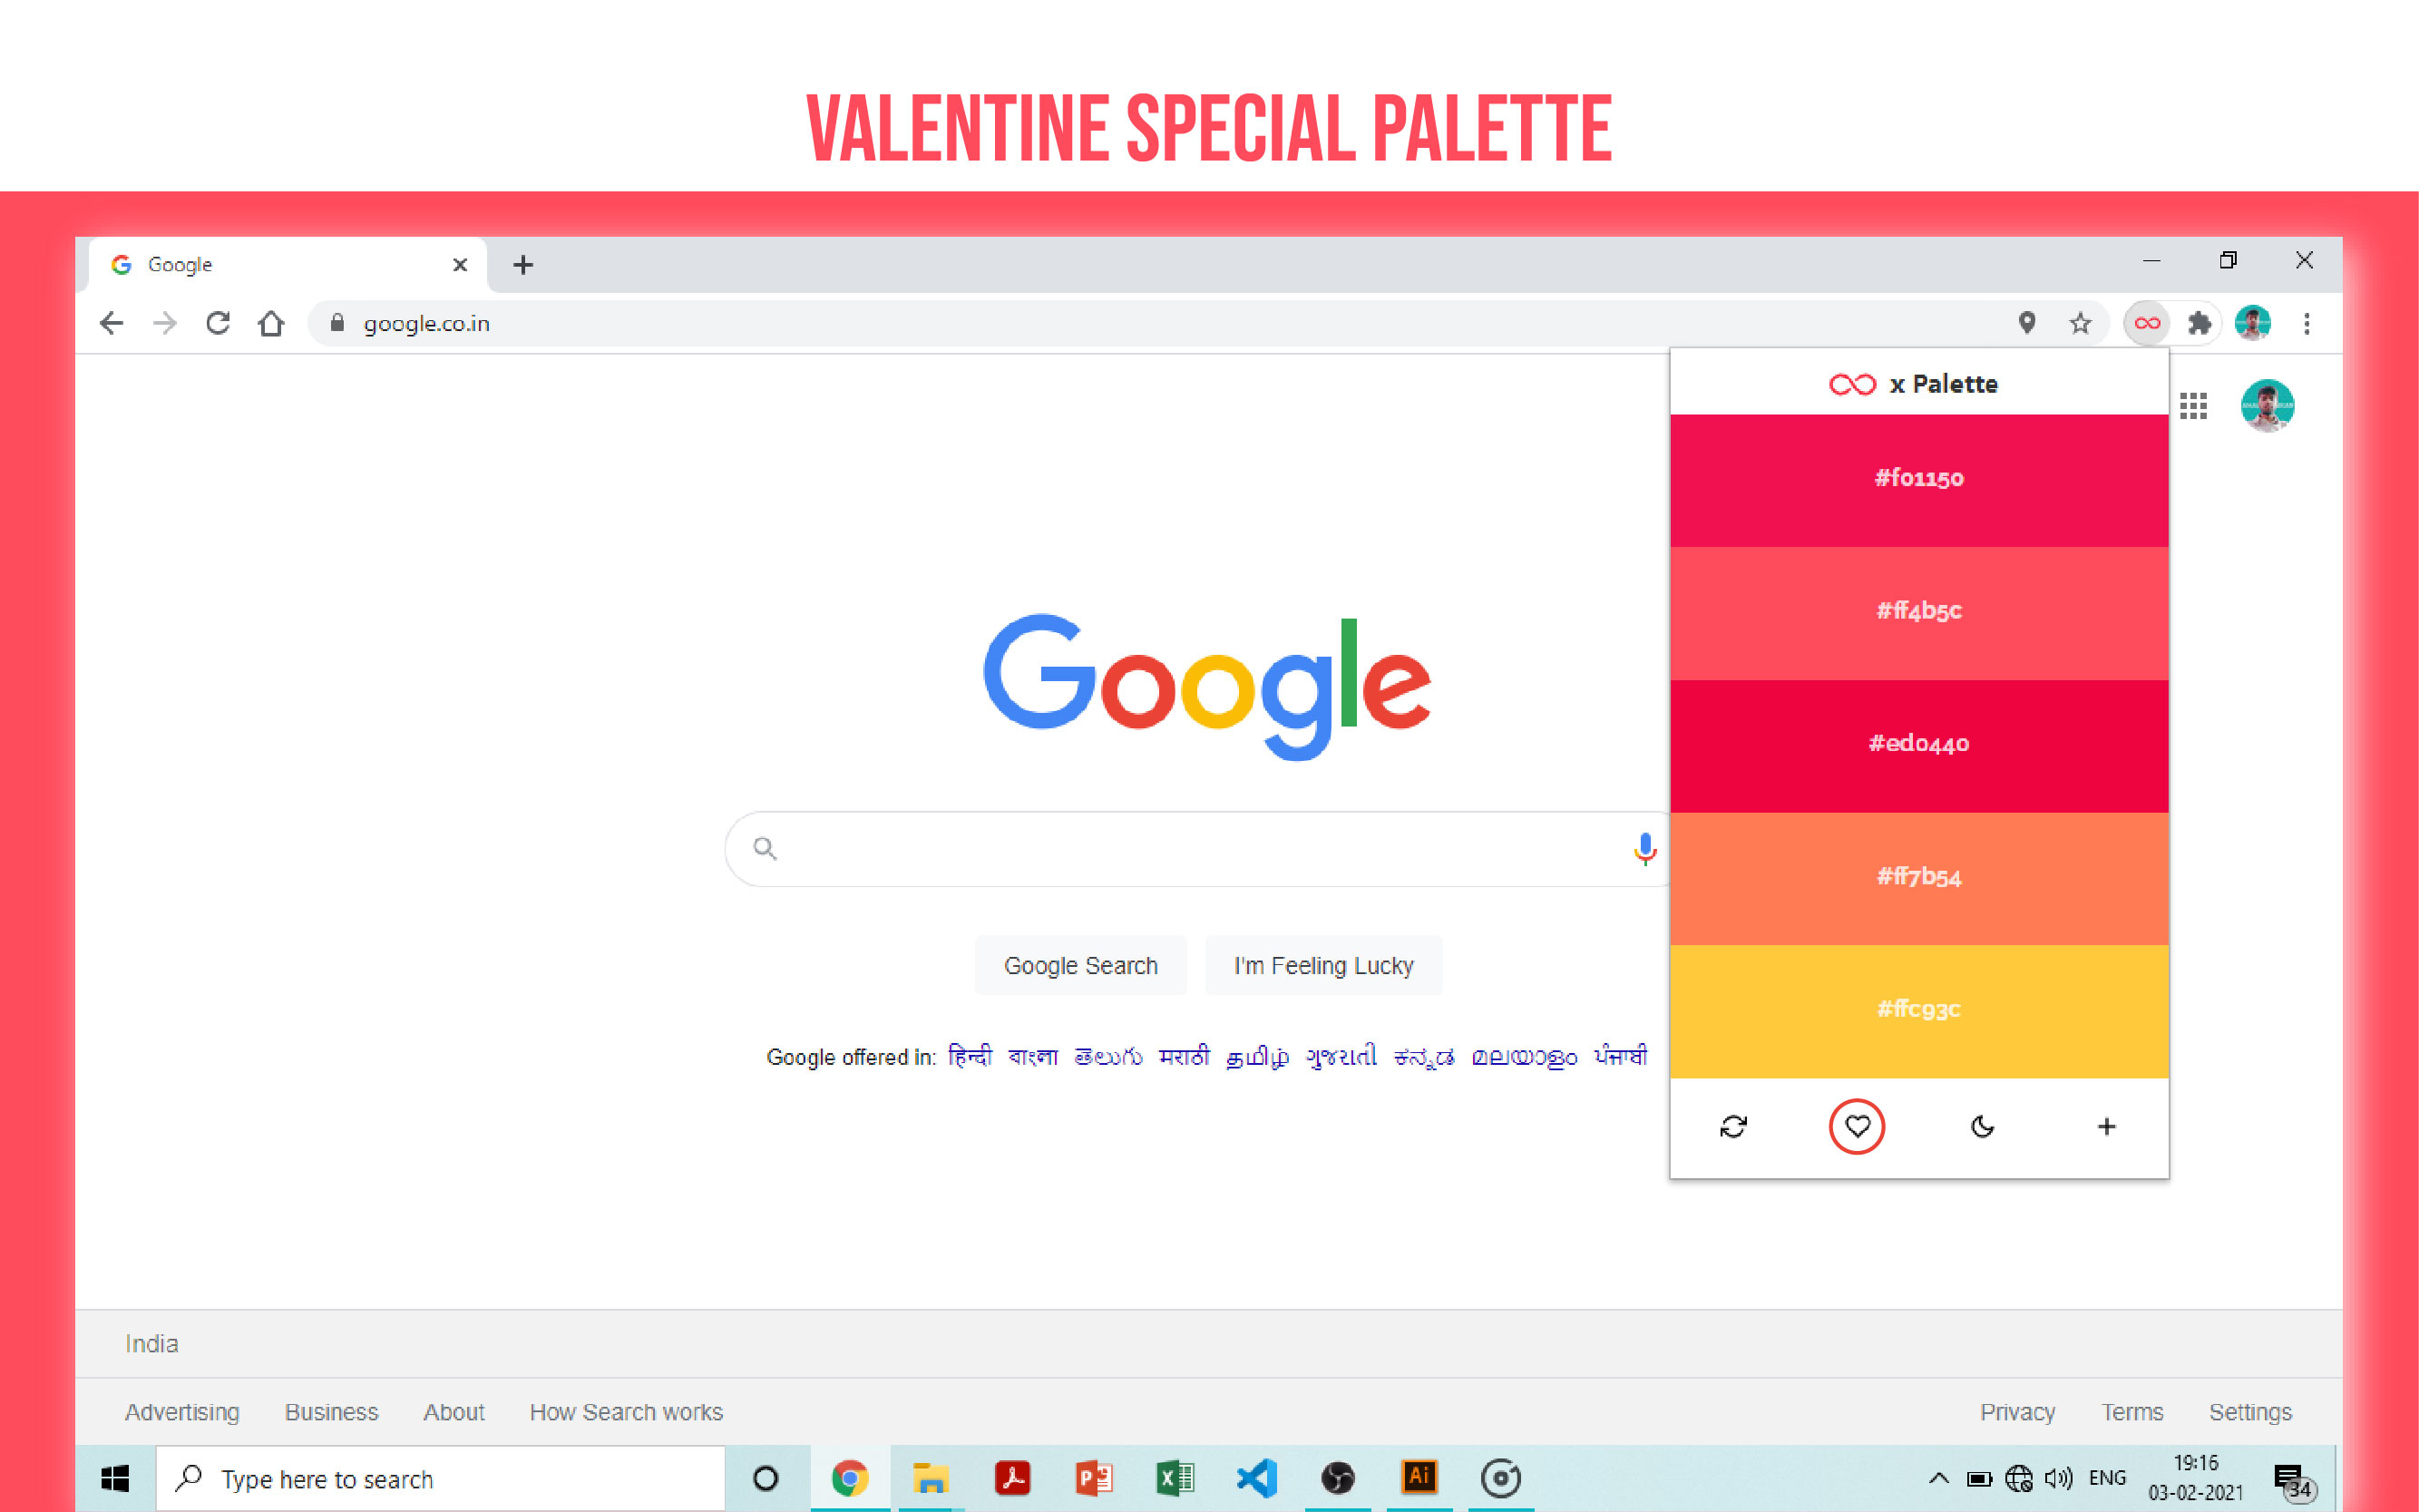 VALENTINE SPECIAL PALETTE
Google
google.co.in
x Palette
#f01150
#ff4b5c
#ed0440
#ff7b54
#ffc93c
Google
Google Search I'm Feeling Lucky
Google offered in: हिन्दी বাংলা తెలుగు मराठी தமிழ் ગુજરાતી ಕನ್ನಡ മലയാളം ਪੰਜਾਬੀ
India
Advertising Business About How Search works Privacy Terms Settings
Type here to search
Ai
ENG
19:16
03-02-2021
34